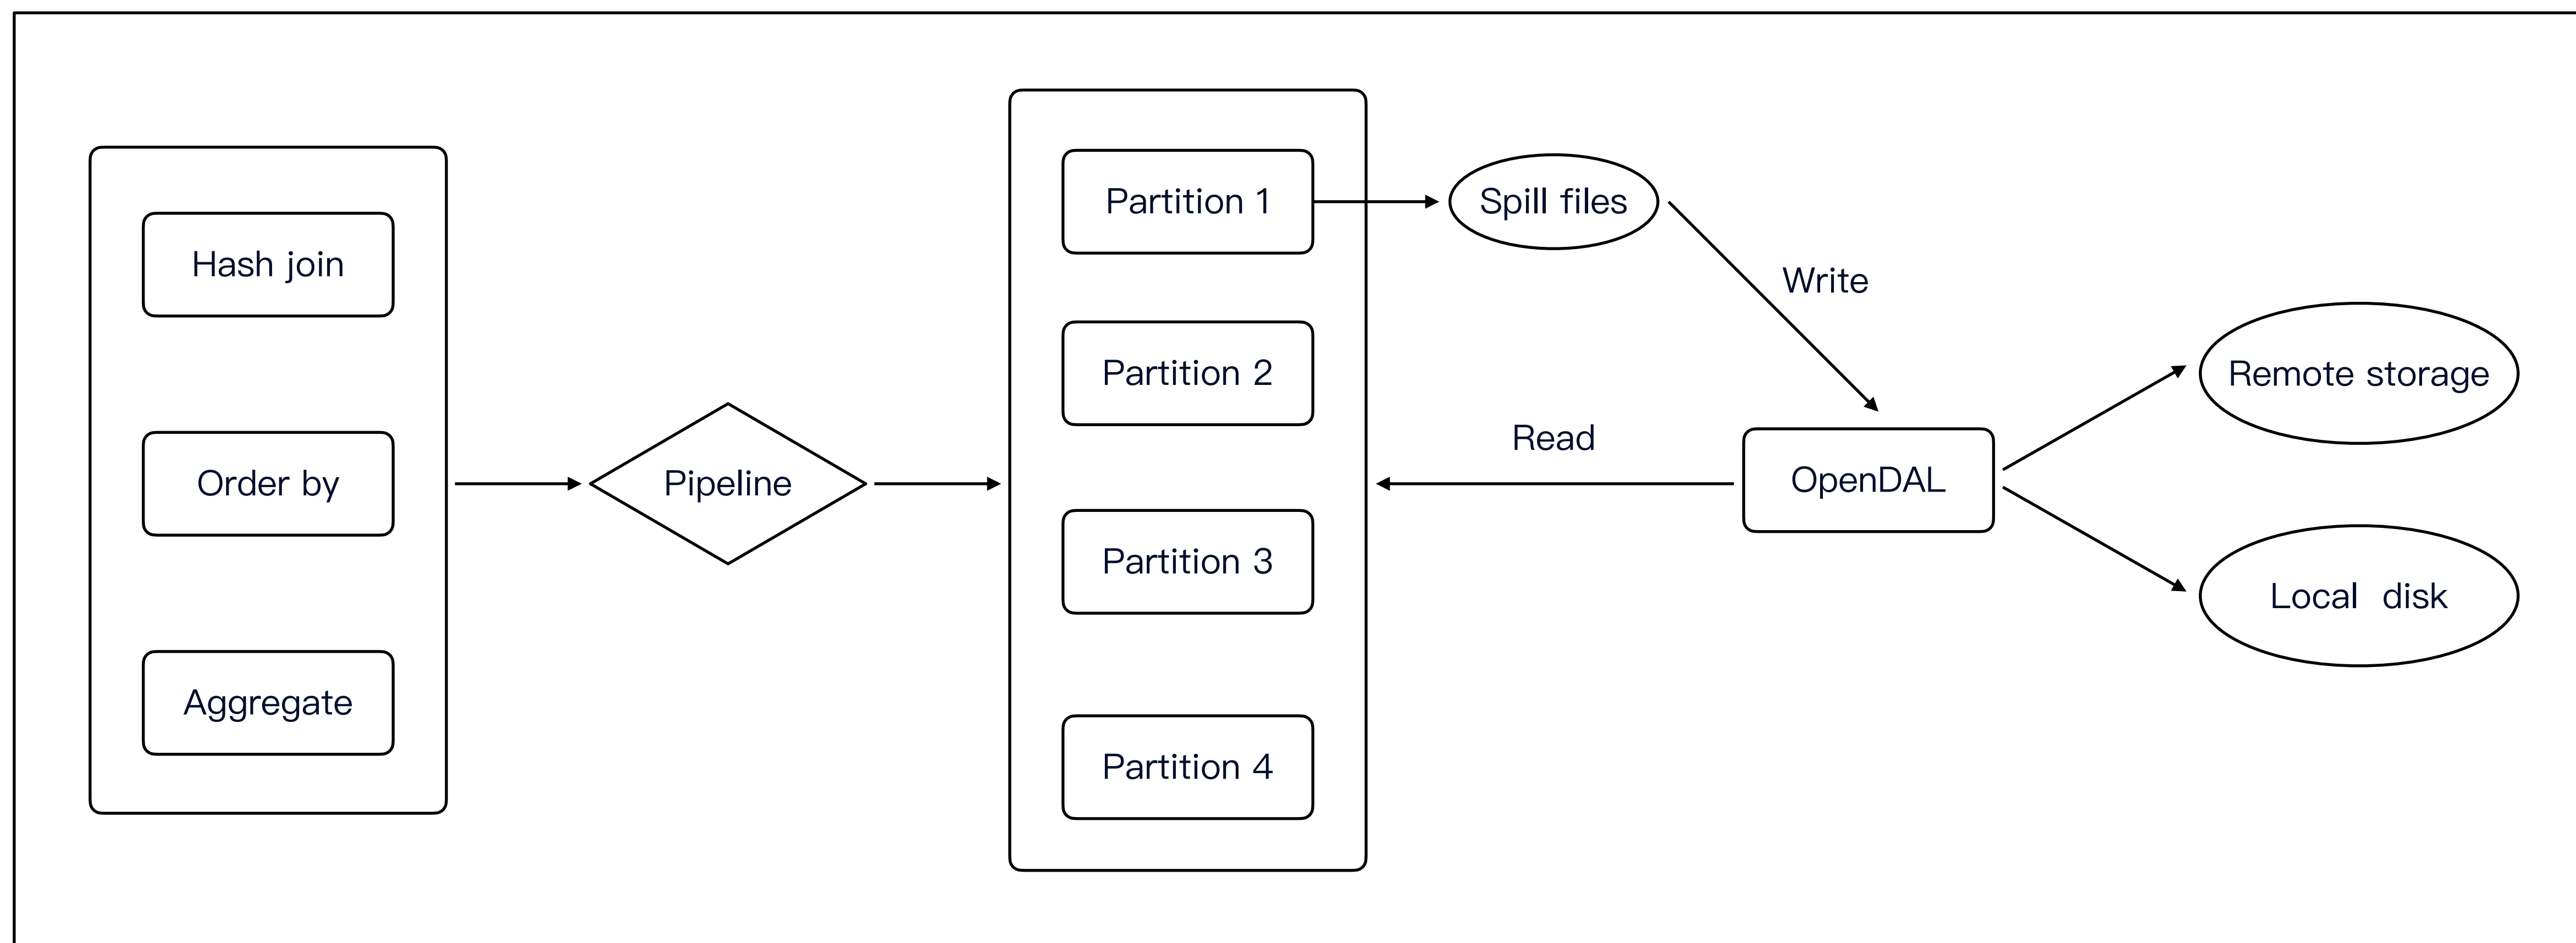 Hash join
Order by
Aggregate
Pipeline
Partition 1
Partition 2
Partition 3
Partition 4
Spill files
Write
Read
OpenDAL
Remote storage
Local disk